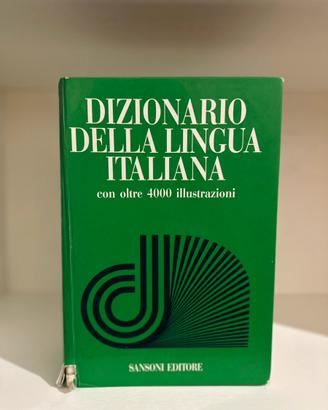 DIZIONARIO
DELLA LINGUA
ITALIANA
con oltre 4000 illustrazioni
SANSONI EDITORE